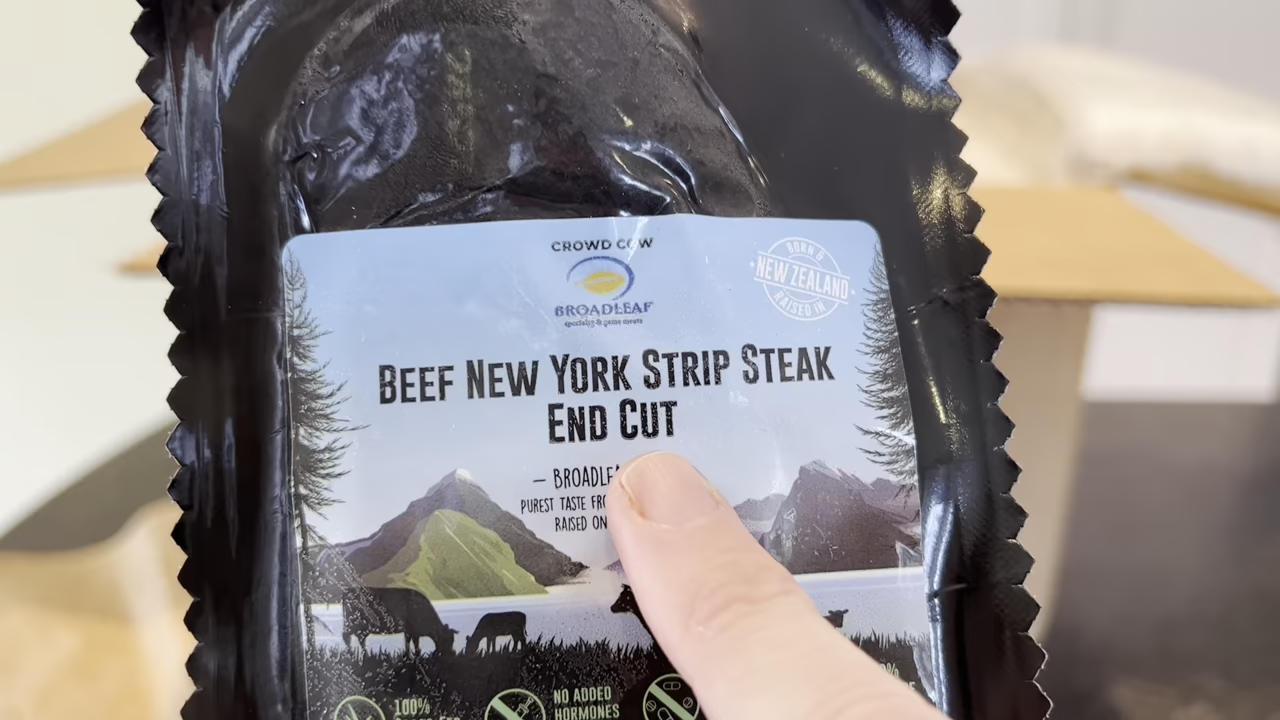 CROWD COW
BROADLEAF
specialty & game meats
BORN &
NEW ZEALAND
RAISED IN
BEEF NEW YORK STRIP STEAK
END CUT
– BROADLEA
PUREST TASTE FRO
RAISED ON
100%
NO ADDED
HORMONES